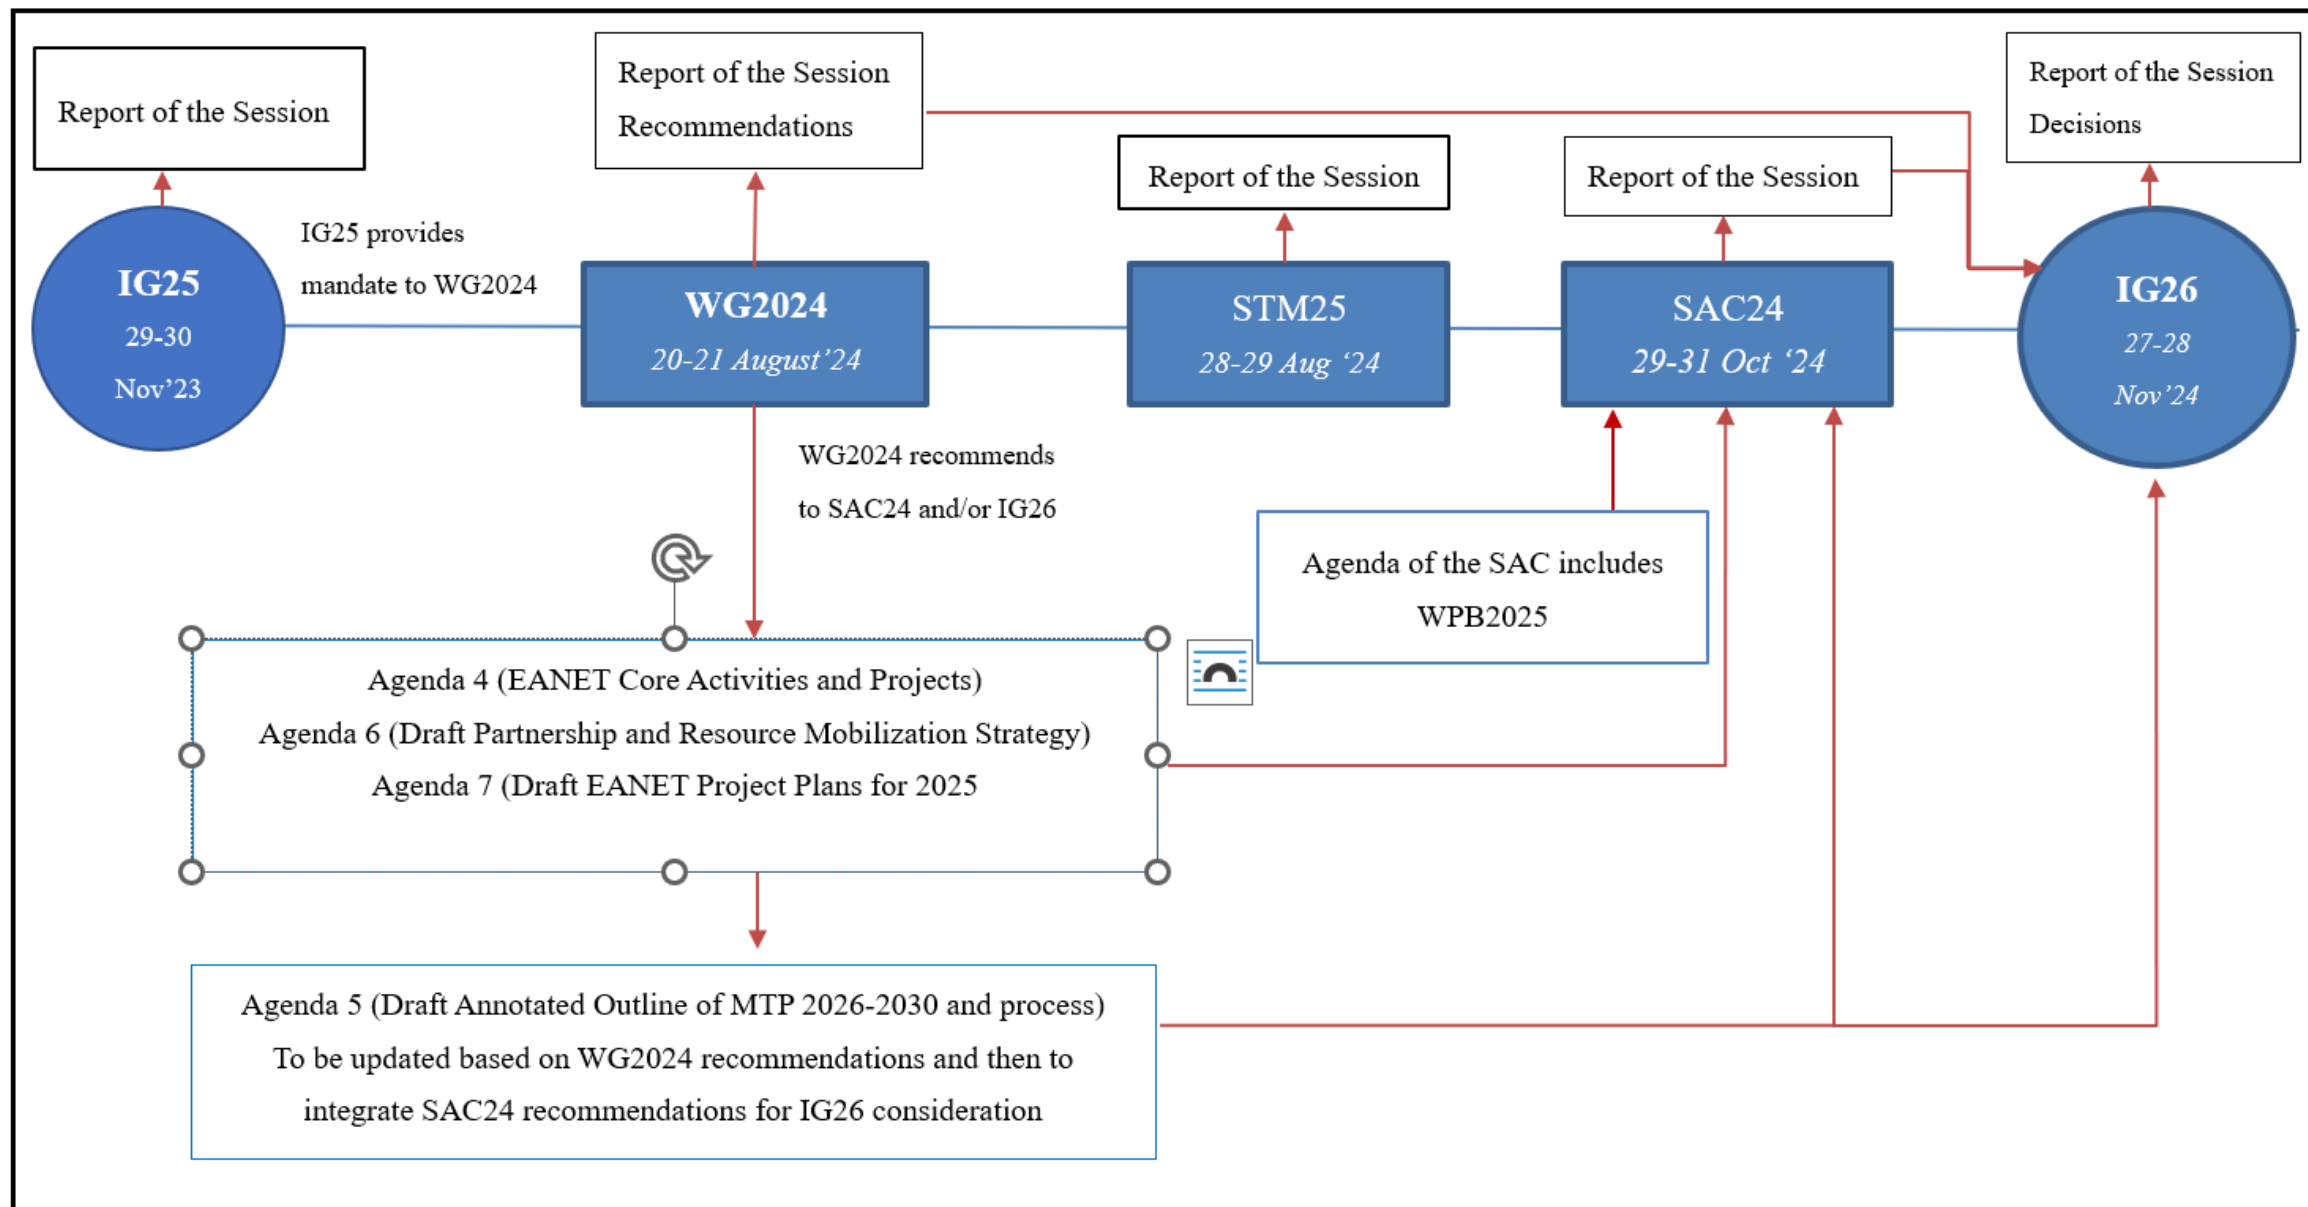 Report of the Session
Report of the Session
Recommendations
Report of the Session
Report of the Session
Report of the Session
Decisions
IG25
29-30
Nov’23
IG25 provides
mandate to WG2024
WG2024
20-21 August’24
STM25
28-29 Aug ‘24
SAC24
29-31 Oct ‘24
IG26
27-28
Nov’24
WG2024 recommends
to SAC24 and/or IG26
Agenda of the SAC includes
WPB2025
Agenda 4 (EANET Core Activities and Projects)
Agenda 6 (Draft Partnership and Resource Mobilization Strategy)
Agenda 7 (Draft EANET Project Plans for 2025
Agenda 5 (Draft Annotated Outline of MTP 2026-2030 and process)
To be updated based on WG2024 recommendations and then to
integrate SAC24 recommendations for IG26 consideration